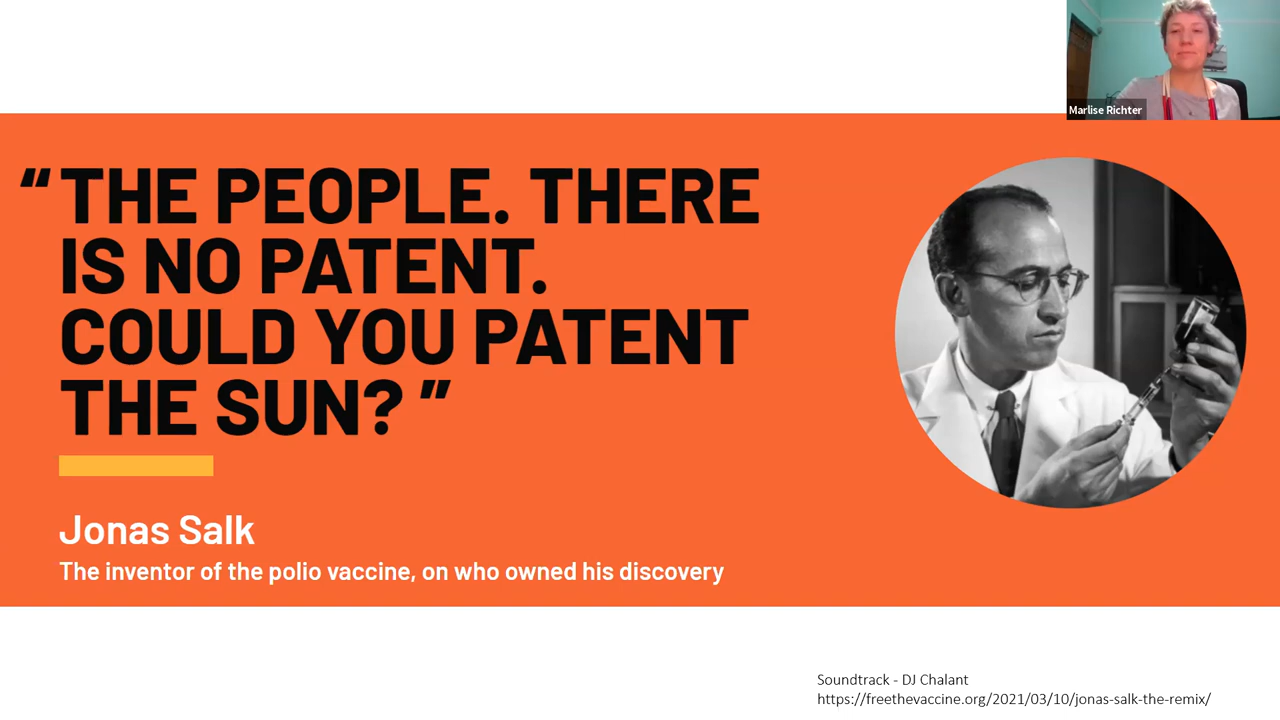 Marlise Richter
“THE PEOPLE. THERE
IS NO PATENT.
COULD YOU PATENT
THE SUN?”
Jonas Salk
The inventor of the polio vaccine, on who owned his discovery
Soundtrack - DJ Chalant
https://freethevaccine.org/2021/03/10/jonas-salk-the-remix/